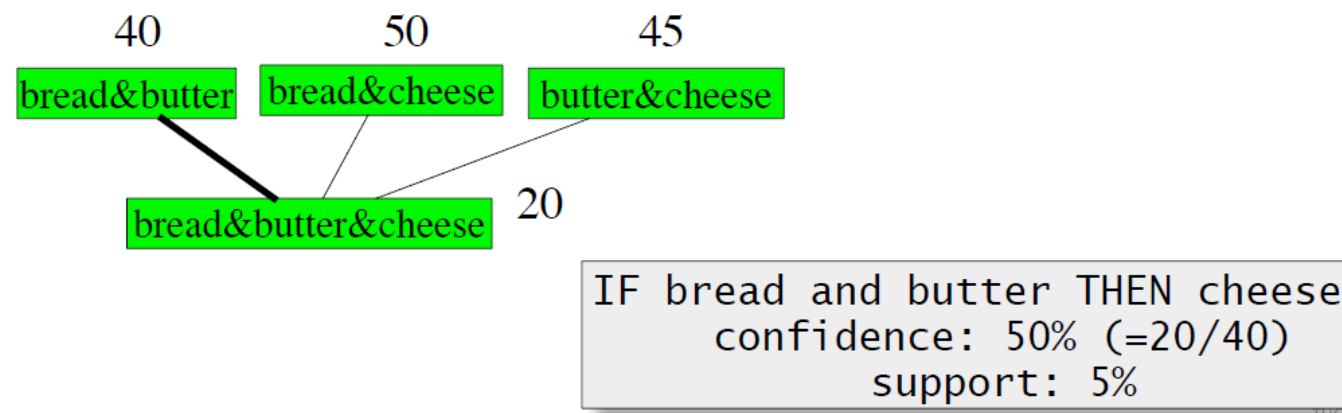 40 50 45
bread&butter bread&cheese butter&cheese
bread&butter&cheese 20
IF bread and butter THEN cheese
confidence: 50% (=20/40)
support: 5%